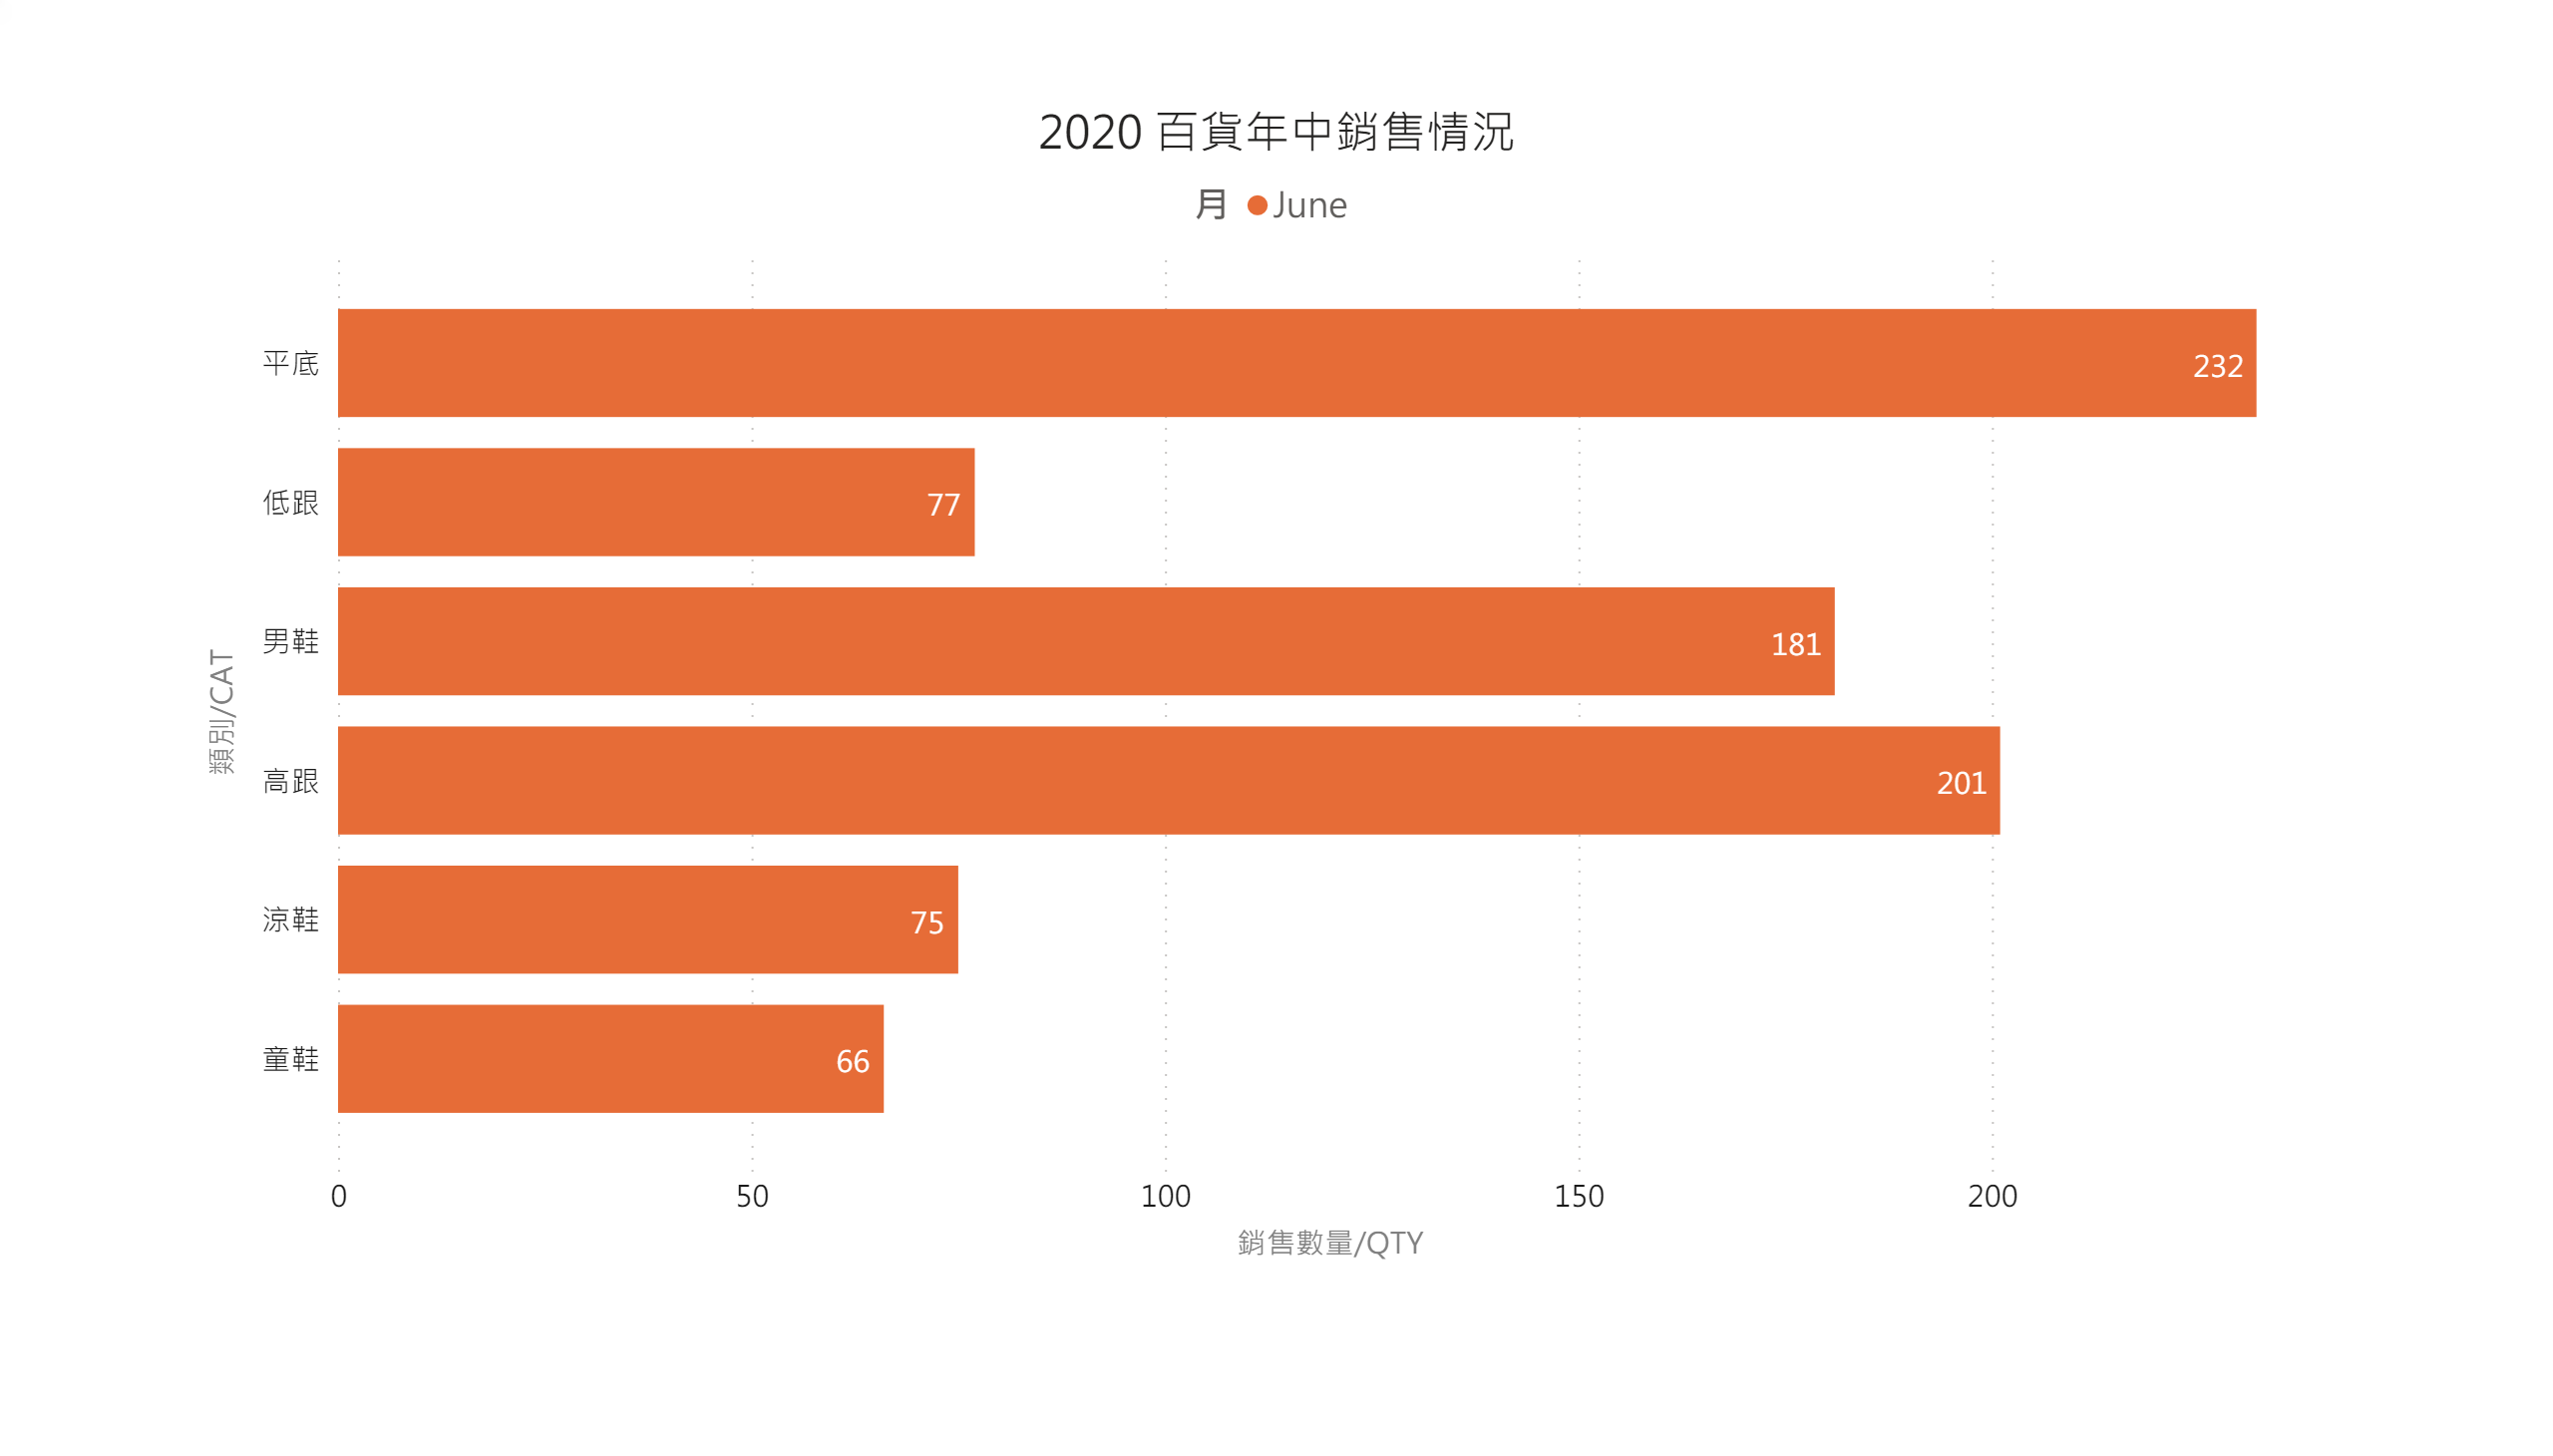 2020 百貨年中銷售情況
月 June
類別/CAT
平底 232
低跟 77
男鞋 181
高跟 201
涼鞋 75
童鞋 66
0 50 100 150 200
銷售數量/QTY